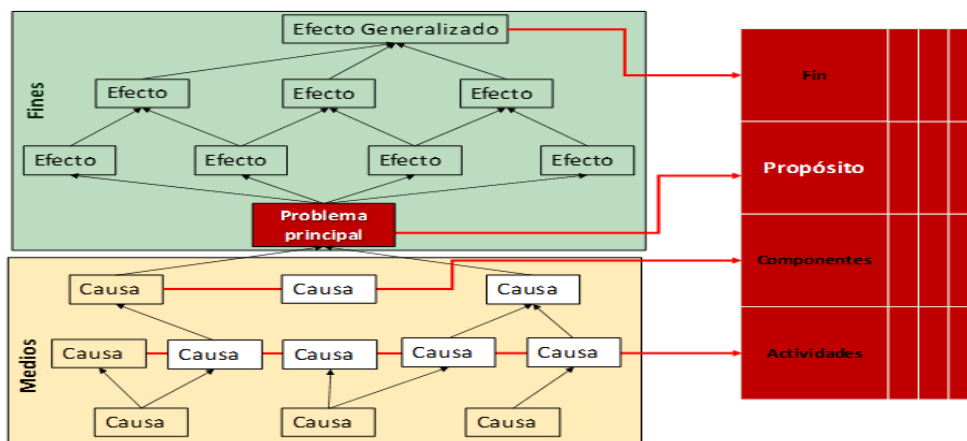 Efecto Generalizado
Fines
Efecto
Efecto
Efecto
Efecto
Efecto
Efecto
Efecto
Problema
principal
Medios
Causa
Causa
Causa
Causa
Causa
Causa
Causa
Causa
Causa
Causa
Causa
Fin
Propósito
Componentes
Actividades